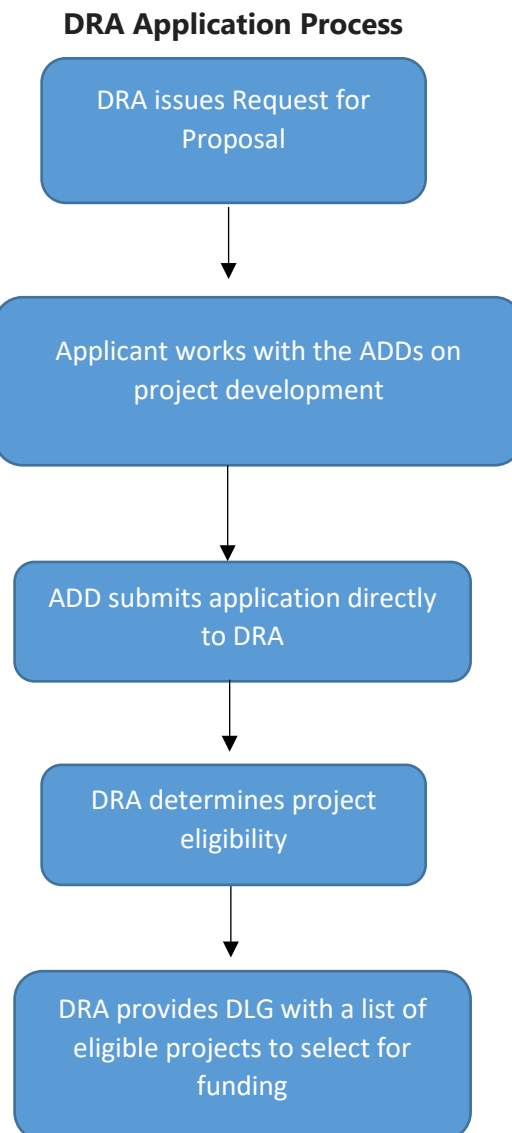 DRA Application Process
DRA issues Request for
Proposal
Applicant works with the ADDs on
project development
ADD submits application directly
to DRA
DRA determines project
eligibility
DRA provides DLG with a list of
eligible projects to select for
funding